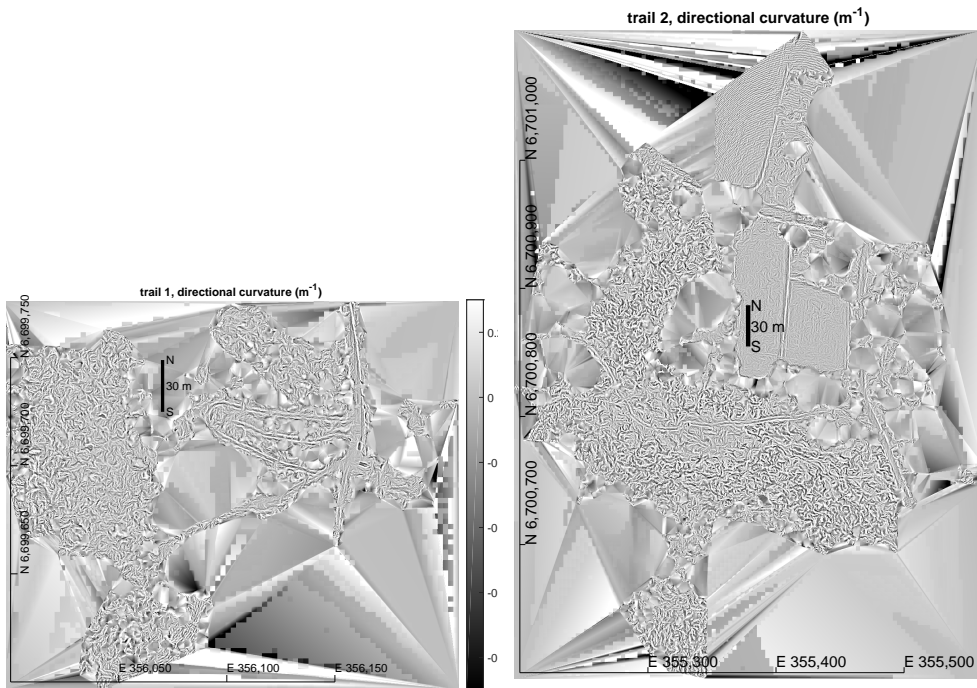 trail 2, directional curvature (m⁻¹)
N 6,701,000
N 6,700,900
N
30 m
S
N 6,700,800
N 6,700,700
E 355,300
E 355,400
E 355,500
trail 1, directional curvature (m⁻¹)
N 6,699,750
N
30 m
S
N 6,699,700
N 6,699,650
E 356,050
E 356,100
E 356,150
0.
0
-0
-0
-0
-0